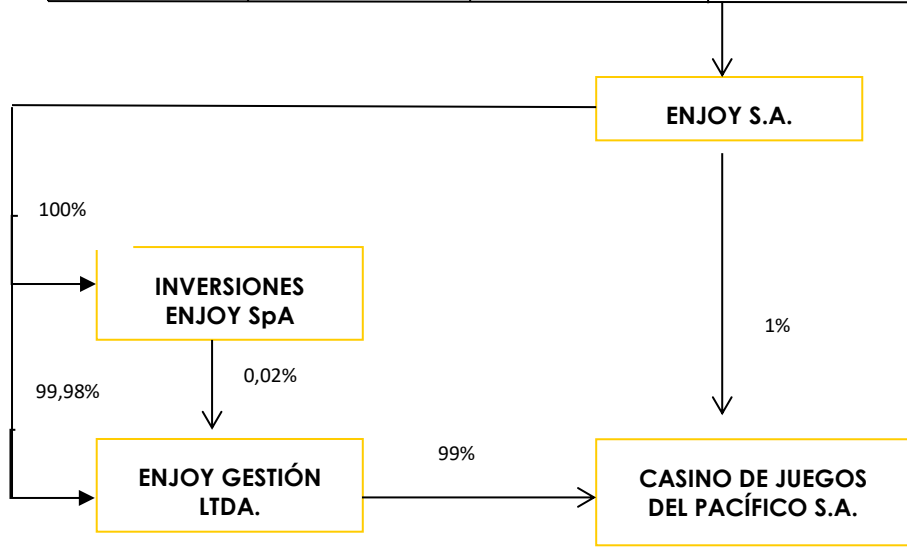 ENJOY S.A.
100%
INVERSIONES
ENJOY SpA
1%
0,02%
99,98%
99%
ENJOY GESTIÓN
LTDA.
CASINO DE JUEGOS
DEL PACÍFICO S.A.